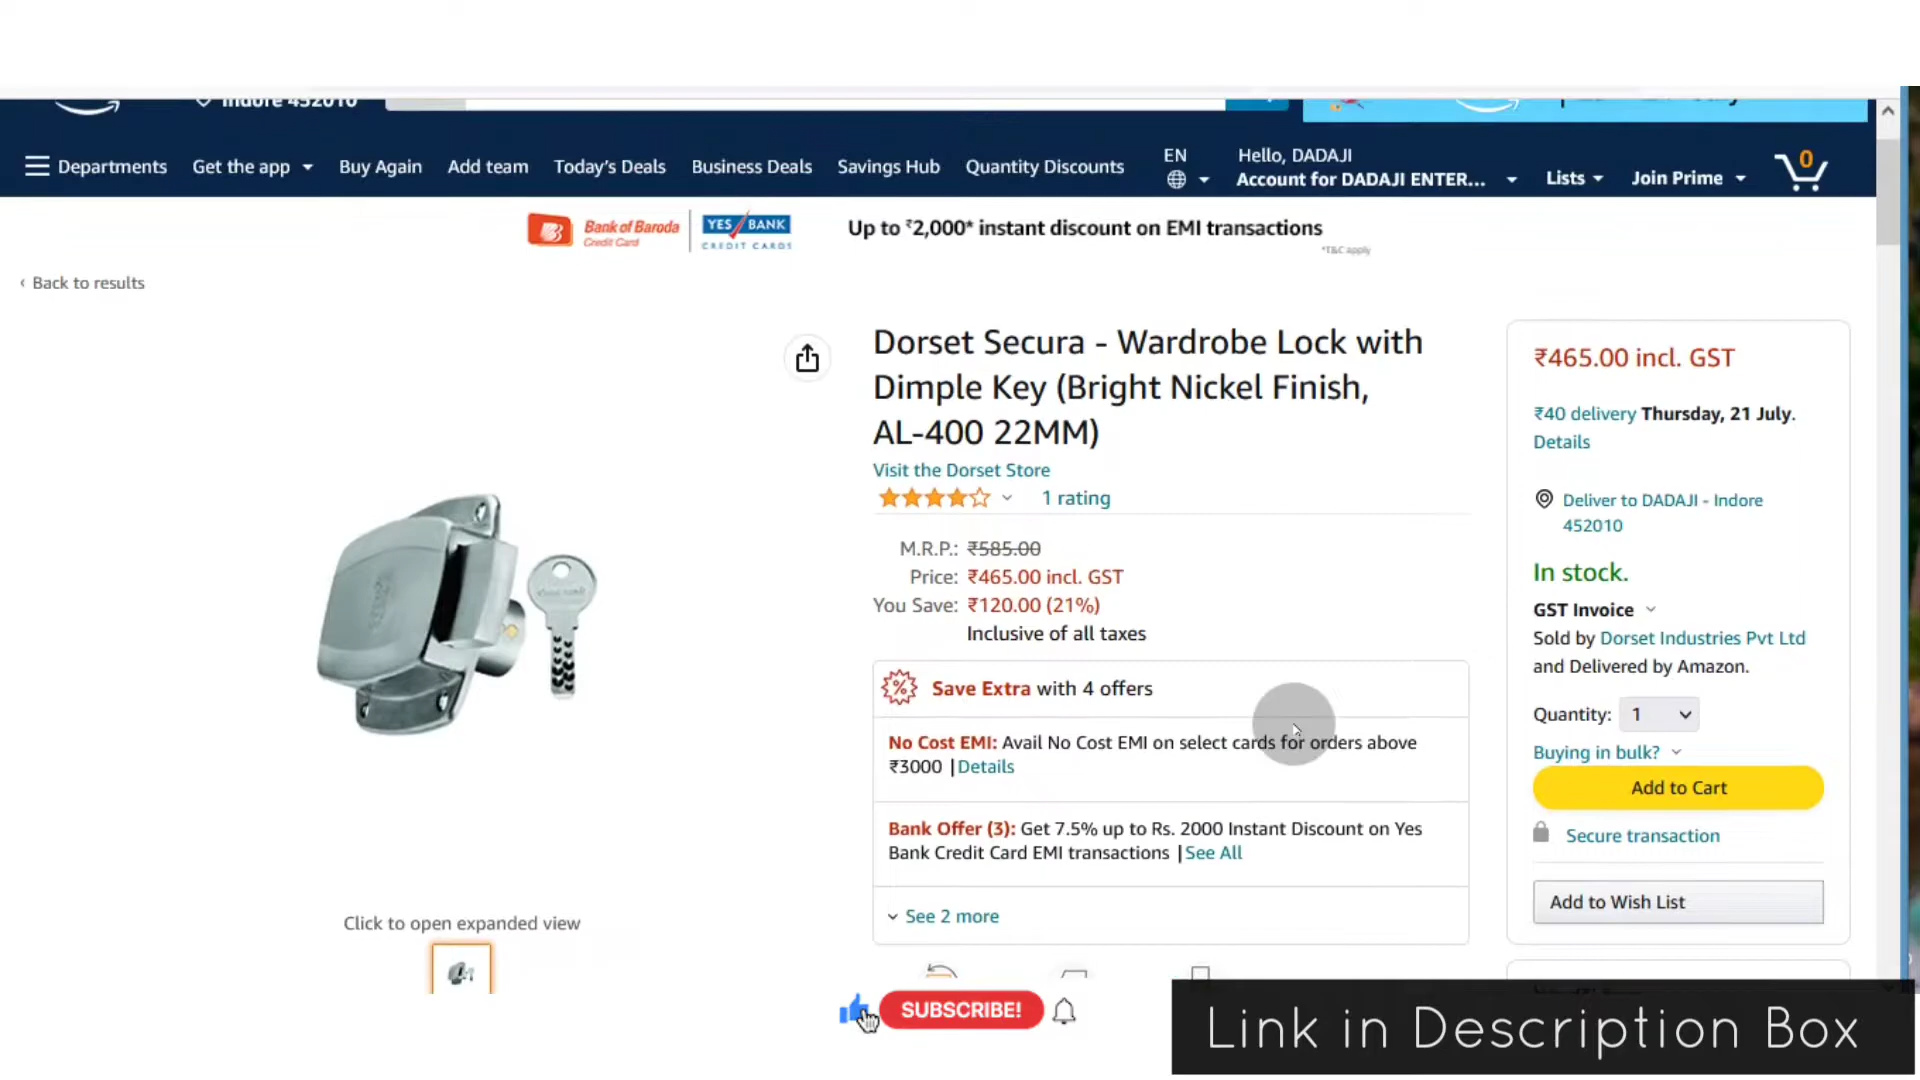 Indore 452010
Departments
Get the app
Buy Again
Add team
Today's Deals
Business Deals
Savings Hub
Quantity Discounts
EN
Hello, DADAJI
Account for DADAJI ENTER...
Lists
Join Prime
0
Bank of Baroda
Credit Card
YES BANK
CREDIT CARDS
Up to ₹2,000* instant discount on EMI transactions
*T&C apply
‹ Back to results
Dorset Secura - Wardrobe Lock with
Dimple Key (Bright Nickel Finish,
AL-400 22MM)
Visit the Dorset Store
1 rating
M.R.P.: ₹585.00
Price: ₹465.00 incl. GST
You Save: ₹120.00 (21%)
Inclusive of all taxes
Save Extra with 4 offers
No Cost EMI: Avail No Cost EMI on select cards for orders above
₹3000 | Details
Bank Offer (3): Get 7.5% up to Rs. 2000 Instant Discount on Yes
Bank Credit Card EMI transactions | See All
See 2 more
Click to open expanded view
₹465.00 incl. GST
₹40 delivery Thursday, 21 July.
Details
Deliver to DADAJI - Indore
452010
In stock.
GST Invoice
Sold by Dorset Industries Pvt Ltd
and Delivered by Amazon.
Quantity: 1
Buying in bulk?
Add to Cart
Secure transaction
Add to Wish List
SUBSCRIBE!
Link in Description Box